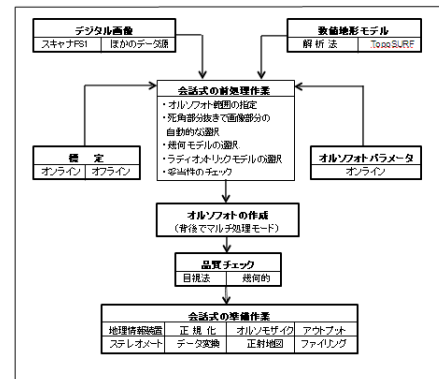 デジタル画像
スキャナPS1 ほかのデータ源
数値地形モデル
解析法 TopoSURF
会話式の前処理作業
・オルソフォト範囲の指定
・死角部分抜きで画像部分の
自動的な選択
・幾何モデルの選択
・ラディオメトリックモデルの選択
・妥当性のチェック
標定
オンライン オフライン
オルソフォトパラメータ
オンライン
オルソフォトの作成
(背後でマルチ処理モード)
品質チェック
目視法 幾何的
会話式の準備作業
地理情報装置 正規化 オルソモザイク アウトプット
ステレオメート データ変換 正射地図 ファイリング